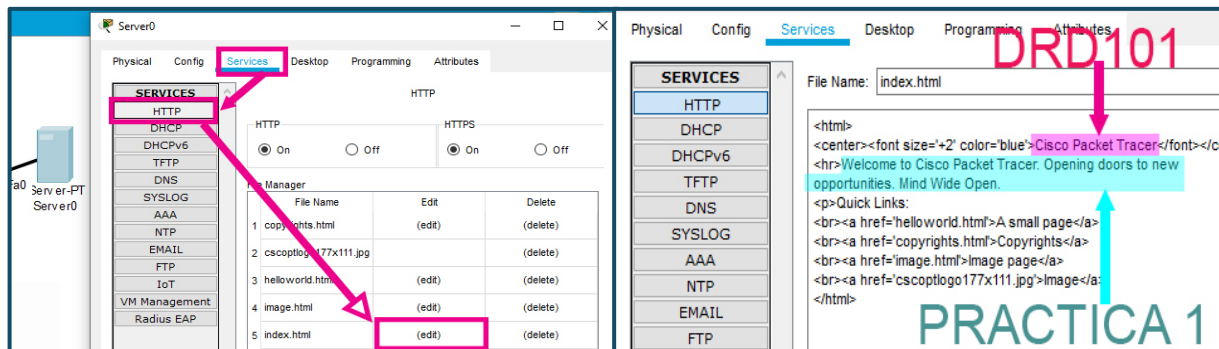 Server0
Physical Config Services Desktop Programming Attributes
SERVICES
HTTP
DHCP
DHCPv6
TFTP
DNS
SYSLOG
AAA
NTP
EMAIL
FTP
IoT
VM Management
Radius EAP
HTTP
HTTP
On Off
HTTPS
On Off
File Manager
File Name Edit Delete
1 copyrights.html (edit) (delete)
2 cscoptlogo177x111.jpg (delete)
3 helloworld.html (edit) (delete)
4 image.html (edit) (delete)
5 index.html (edit) (delete)
Fa0
Server-PT
Server0
Physical Config Services Desktop Programming Attributes
DRD101
SERVICES
HTTP
DHCP
DHCPv6
TFTP
DNS
SYSLOG
AAA
NTP
EMAIL
FTP
File Name: index.html
<html>
<center><font size='+2' color='blue'>Cisco Packet Tracer</font></c
<hr>Welcome to Cisco Packet Tracer. Opening doors to new
opportunities. Mind Wide Open.
<p>Quick Links:
<br><a href='helloworld.html'>A small page</a>
<br><a href='copyrights.html'>Copyrights</a>
<br><a href='image.html'>Image page</a>
<br><a href='cscoptlogo177x111.jpg'>Image</a>
</html>
PRACTICA 1